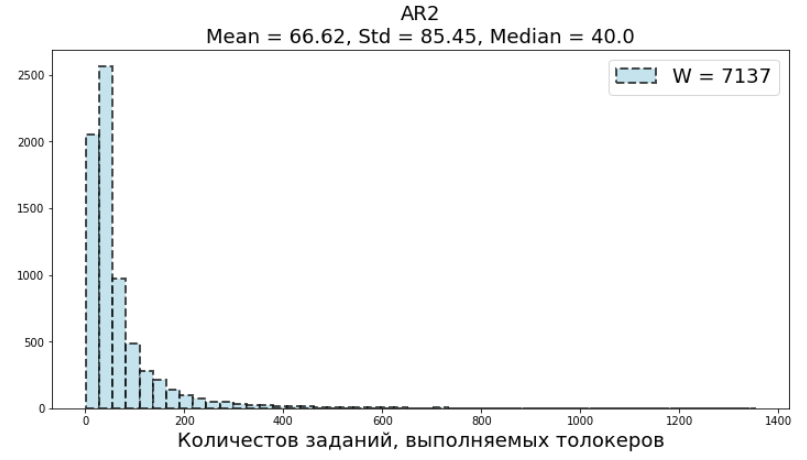 AR2
Mean = 66.62, Std = 85.45, Median = 40.0
W = 7137
2500
2000
1500
1000
500
0
0 200 400 600 800 1000 1200 1400
Количестов заданий, выполняемых толокеров